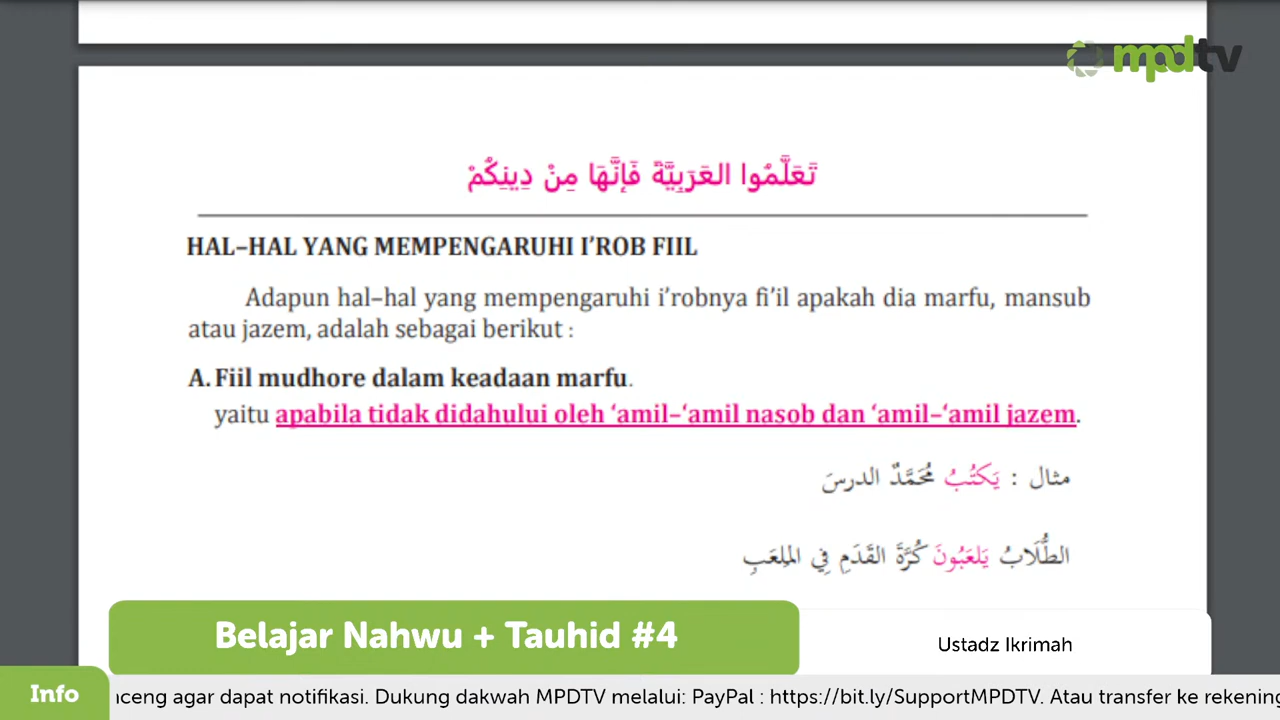 mpdtv
تَعَلَّمُوا العَرَبِيَّةَ فَإِنَّهَا مِنْ دِينِكُمْ
HAL–HAL YANG MEMPENGARUHI I’ROB FIIL
Adapun hal–hal yang mempengaruhi i’robnya fi’il apakah dia marfu, mansub
atau jazem, adalah sebagai berikut :
A. Fiil mudhore dalam keadaan marfu.
yaitu apabila tidak didahului oleh ‘amil–‘amil nasob dan ‘amil–‘amil jazem.
مثال : يَكتُبُ مُحَمَّدٌ الدرسَ
الطُّلَابُ يَلعَبُونَ كُرَّةَ القَدَمِ فِي المِلعَبِ
Belajar Nahwu + Tauhid #4
Ustadz Ikrimah
Info
agar dapat notifikasi. Dukung dakwah MPDTV melalui: PayPal : https://bit.ly/SupportMPDTV. Atau transfer ke rekening